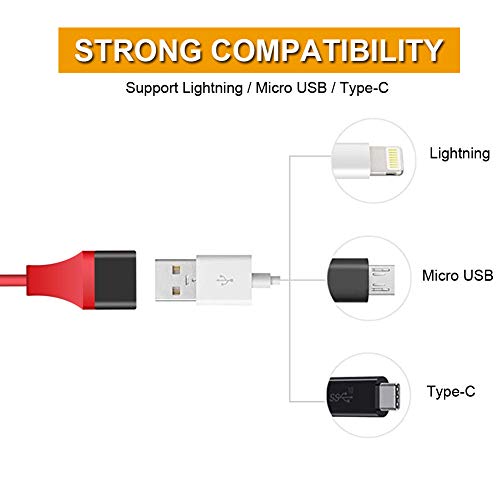 STRONG COMPATIBILITY
Support Lightning / Micro USB / Type-C
Lightning
Micro USB
Type-C